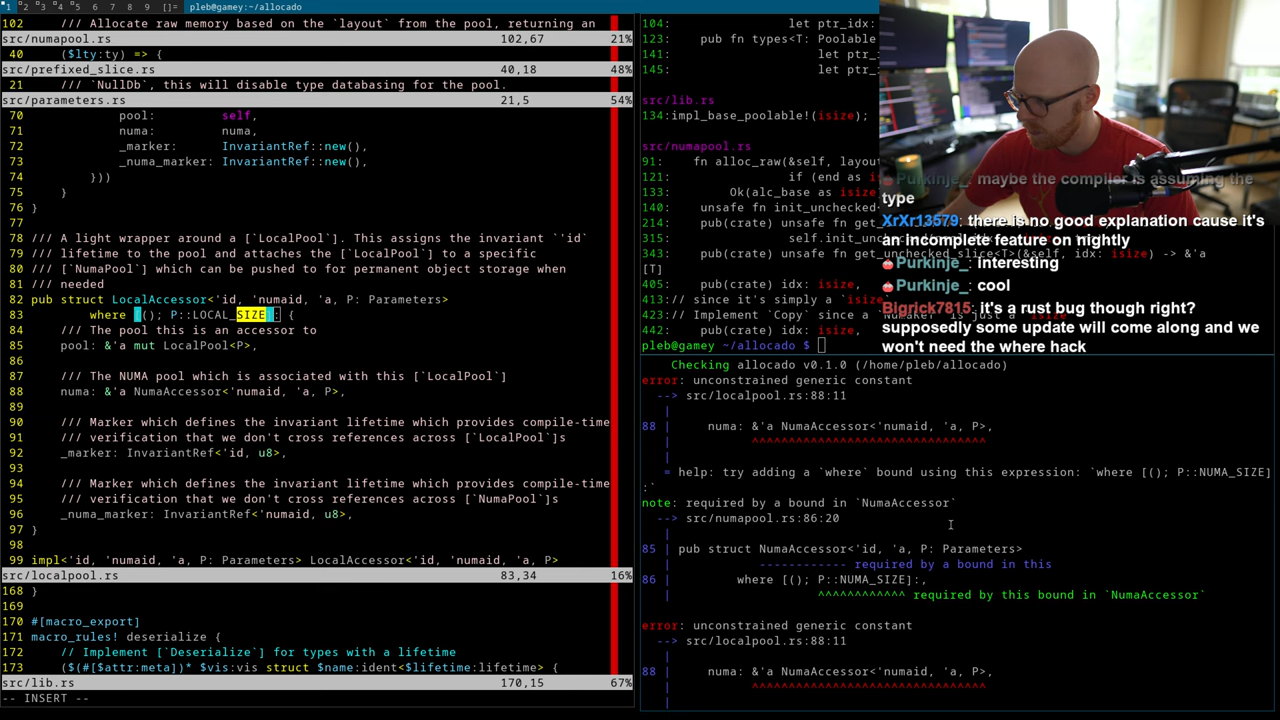 1 2 3 4 5 6 7 8 9 []= pleb@gamey:~/allocado
102 /// Allocate raw memory based on the `layout` from the pool, returning an
src/numapool.rs 102,67 21%
40 ($lty:ty) => {
src/prefixed_slice.rs 40,18 48%
21 /// `NullDb`, this will disable type databasing for the pool.
src/parameters.rs 21,5 54%
70 pool: self,
71 numa: numa,
72 _marker: InvariantRef::new(),
73 _numa_marker: InvariantRef::new(),
74 }))
75 }
76 }
77
78 /// A light wrapper around a [`LocalPool`]. This assigns the invariant `'id`
79 /// lifetime to the pool and attaches the [`LocalPool`] to a specific
80 /// [`NumaPool`] which can be pushed to for permanent object storage when
81 /// needed
82 pub struct LocalAccessor<'id, 'numaid, 'a, P: Parameters>
83 where [(); P::LOCAL_SIZE]: {
84 /// The pool this is an accessor to
85 pool: &'a mut LocalPool<P>,
86
87 /// The NUMA pool which is associated with this [`LocalPool`]
88 numa: &'a NumaAccessor<'numaid, 'a, P>,
89
90 /// Marker which defines the invariant lifetime which provides compile-time
91 /// verification that we don't cross references across [`LocalPool`]s
92 _marker: InvariantRef<'id, u8>,
93
94 /// Marker which defines the invariant lifetime which provides compile-time
95 /// verification that we don't cross references across [`NumaPool`]s
96 _numa_marker: InvariantRef<'numaid, u8>,
97 }
98
99 impl<'id, 'numaid, 'a, P: Parameters> LocalAccessor<'id, 'numaid, 'a, P>
src/localpool.rs 83,34 16%
168 }
169
170 #[macro_export]
171 macro_rules! deserialize {
172 // Implement [`Deserialize`] for types with a lifetime
173 ($(#[$attr:meta])* $vis:vis struct $name:ident<$lifetime:lifetime> {
src/lib.rs 170,15 67%
-- INSERT --
104: let ptr_idx:
123: pub fn types<T: Poolable
141: let ptr_
145: let ptr_
src/lib.rs
134:impl_base_poolable!(isize);
src/numapool.rs
91: fn alloc_raw(&self, layou
121: if (end as i
133: Ok(alc_base as isize
140: unsafe fn init_unchecked
214: pub(crate) unsafe fn get_
315: self.init_un
343: pub(crate) unsafe fn get_unchecked_slice<T>(&self, idx: isize) -> &'a
[T]
405: pub(crate) idx: isize,
413:// since it's simply a `isize`
423:// Implement `Copy` since a
442: pub(crate) idx: isize,
pleb@gamey ~/allocado $
Purkinje_: maybe the compiler is assuming the
type
XrXr13579: there is no good explanation cause it's
an incomplete feature on nightly
Purkinje_: Interesting
Purkinje_: cool
Bigrick7815: it's a rust bug though right?
supposedly some update will come along and we
won't need the where hack
Checking allocado v0.1.0 (/home/pleb/allocado)
error: unconstrained generic constant
--> src/localpool.rs:88:11
|
88 | numa: &'a NumaAccessor<'numaid, 'a, P>,
| ^^^^^^^^^^^^^^^^^^^^^^^^^^^^^^
|
= help: try adding a `where` bound using this expression: `where [(); P::NUMA_SIZE]
:`
note: required by a bound in `NumaAccessor`
--> src/numapool.rs:86:20
|
85 | pub struct NumaAccessor<'id, 'a, P: Parameters>
| ------------ required by a bound in this
86 | where [(); P::NUMA_SIZE]:,
| ^^^^^^^^^^^^ required by this bound in `NumaAccessor`
error: unconstrained generic constant
--> src/localpool.rs:88:11
|
88 | numa: &'a NumaAccessor<'numaid, 'a, P>,
| ^^^^^^^^^^^^^^^^^^^^^^^^^^^^^^
|